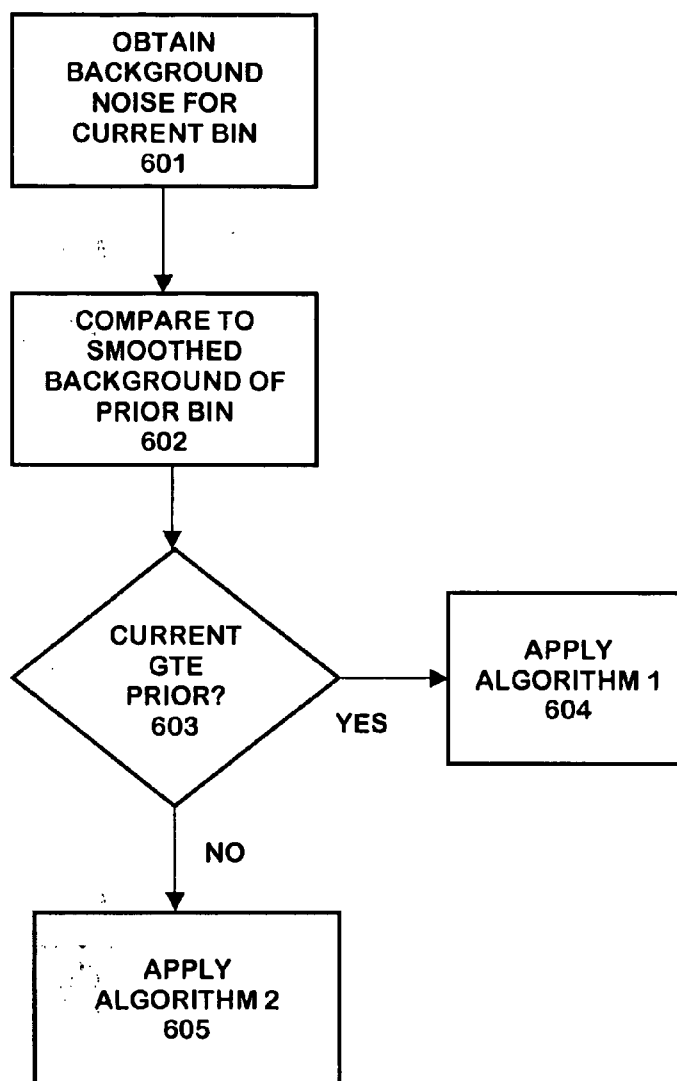 OBTAIN
BACKGROUND
NOISE FOR
CURRENT BIN
601
COMPARE TO
SMOOTHED
BACKGROUND OF
PRIOR BIN
602
CURRENT
GTE
PRIOR?
603
YES
APPLY
ALGORITHM 1
604
NO
APPLY
ALGORITHM 2
605